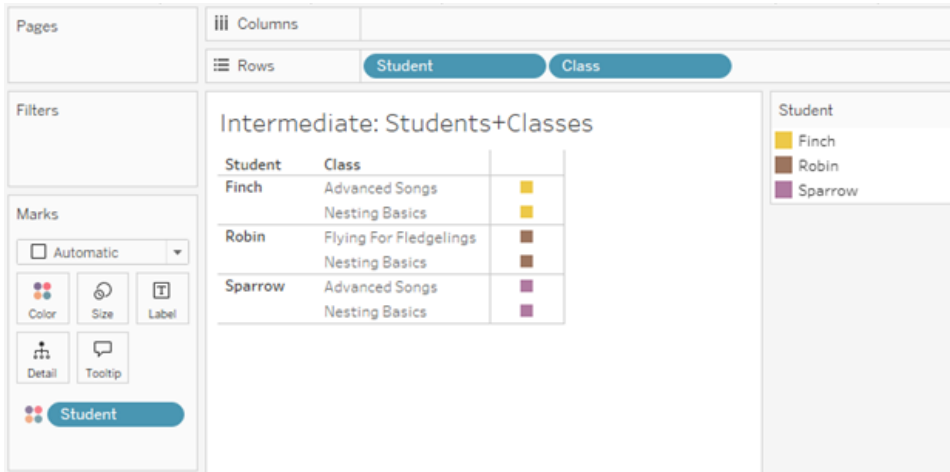 Pages
Columns
Rows
Student
Class
Filters
Marks
Automatic
Color
Size
Label
Detail
Tooltip
Student
Intermediate: Students+Classes
Student Class
Finch Advanced Songs
Nesting Basics
Robin Flying For Fledgelings
Nesting Basics
Sparrow Advanced Songs
Nesting Basics
Student
Finch
Robin
Sparrow